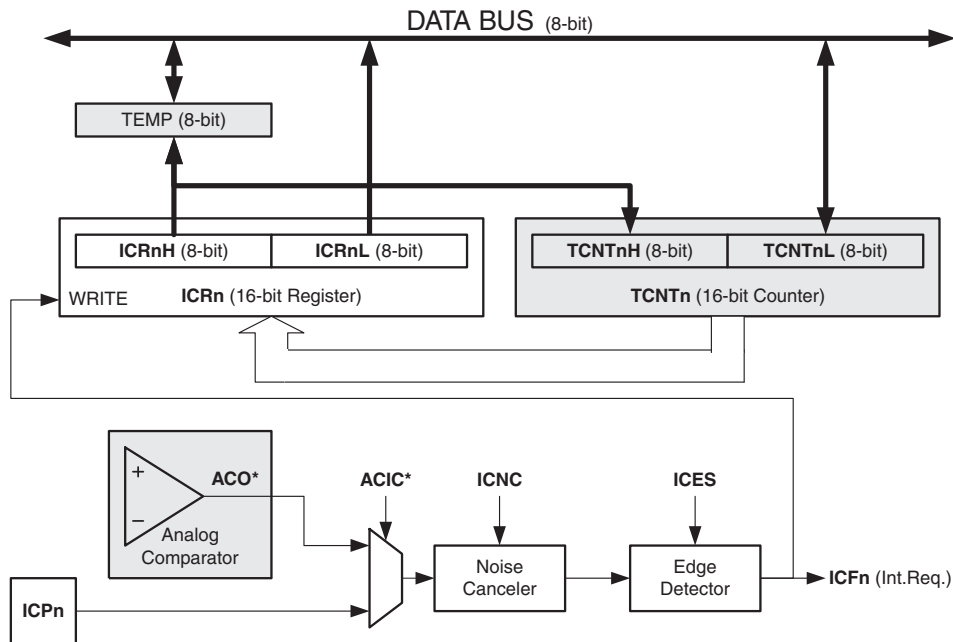 DATA BUS (8-bit)
TEMP (8-bit)
ICRnH (8-bit)
ICRnL (8-bit)
TCNTnH (8-bit)
TCNTnL (8-bit)
WRITE
ICRn (16-bit Register)
TCNTn (16-bit Counter)
+
−
ACO*
Analog
Comparator
ACIC*
ICNC
ICES
Noise
Canceler
Edge
Detector
ICFn (Int.Req.)
ICPn